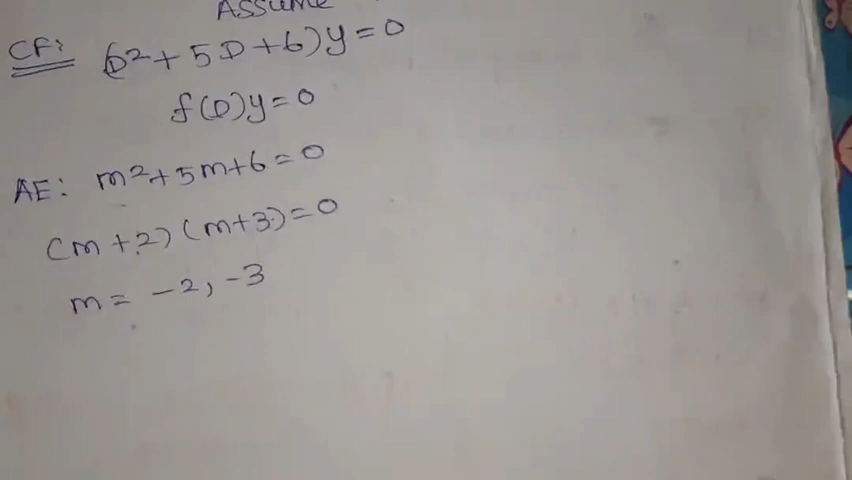 Assume
CF: (D²+5D+6)y=0
f(D)y=0
AE: m²+5m+6=0
(m+2)(m+3)=0
m= -2, -3